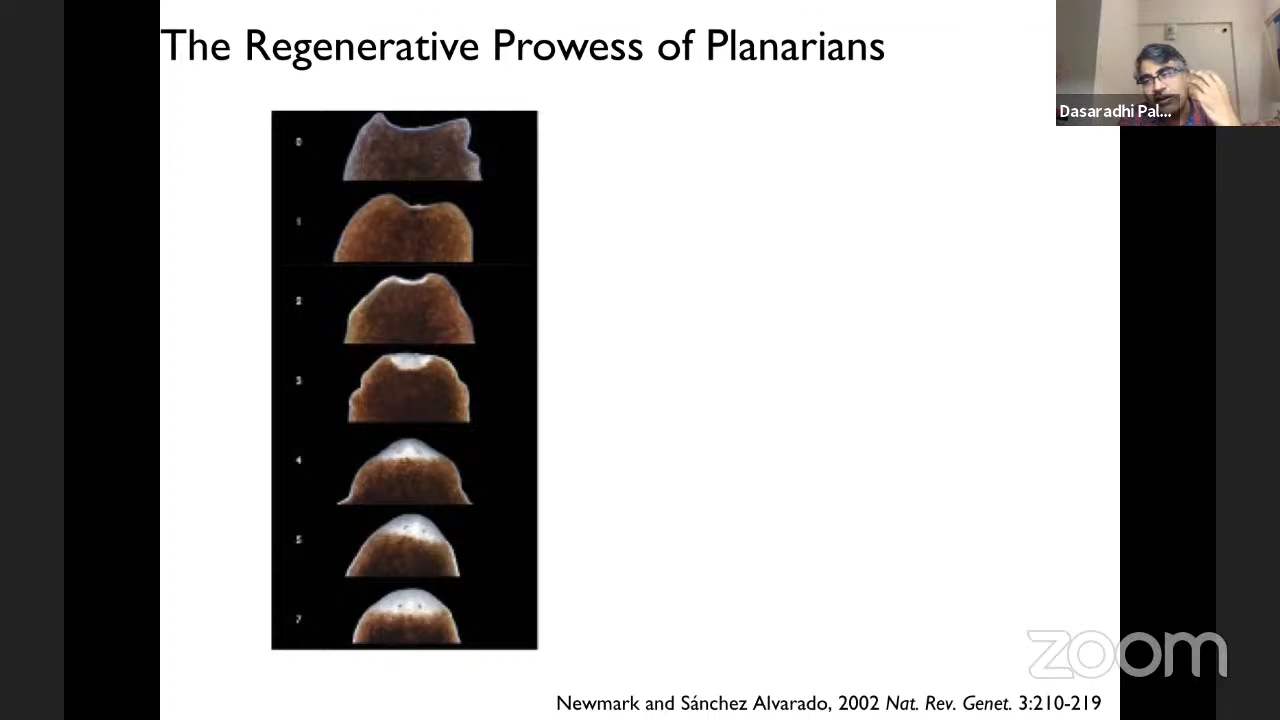 The Regenerative Prowess of Planarians
Dasaradhi Pal...
0
1
2
3
4
5
7
zoom
Newmark and Sánchez Alvarado, 2002 Nat. Rev. Genet. 3:210-219